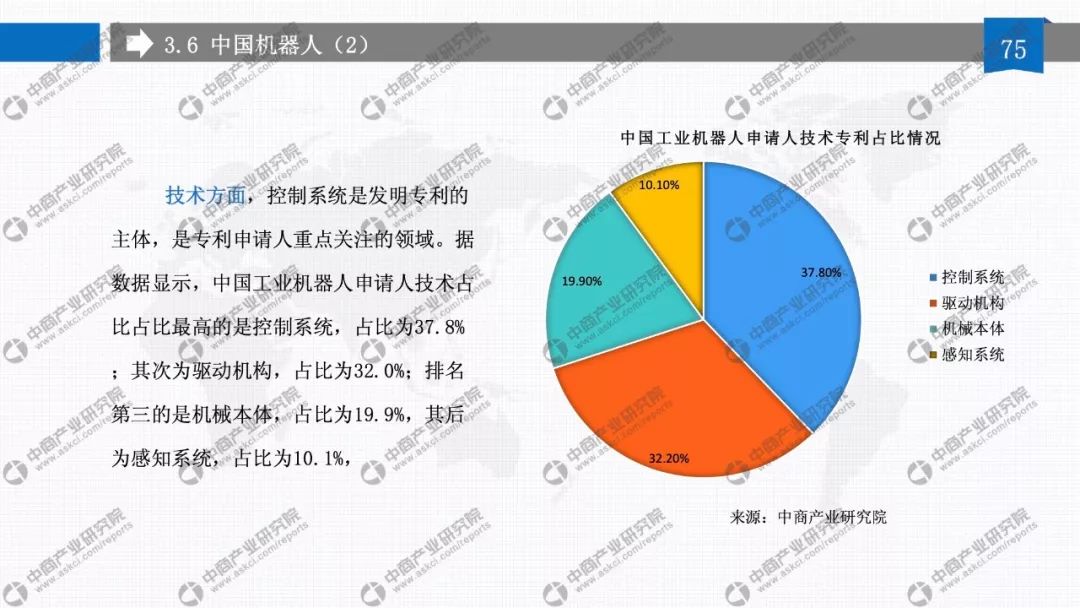 3.6 中国机器人（2）
75
技术方面，控制系统是发明专利的
主体，是专利申请人重点关注的领域。据
数据显示，中国工业机器人申请人技术占
比占比最高的是控制系统，占比为37.8%
；其次为驱动机构，占比为32.0%；排名
第三的是机械本体，占比为19.9%，其后
为感知系统，占比为10.1%，
中国工业机器人申请人技术专利占比情况
10.10%
37.80%
19.90%
32.20%
控制系统
驱动机构
机械本体
感知系统
来源：中商产业研究院
中商产业研究院
www.askci.com/reports